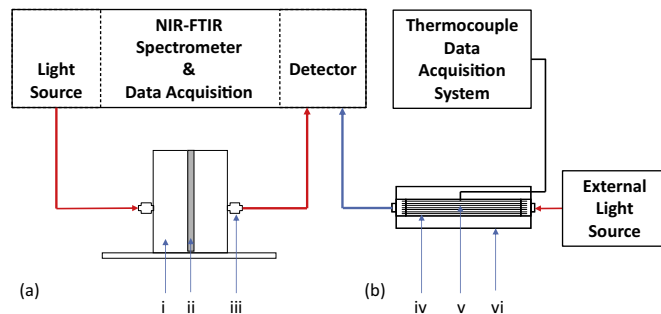 Light
Source
NIR-FTIR
Spectrometer
&
Data Acquisition
Detector
Thermocouple
Data
Acquisition
System
External
Light
Source
(a)
i
ii
iii
(b)
iv
v
vi